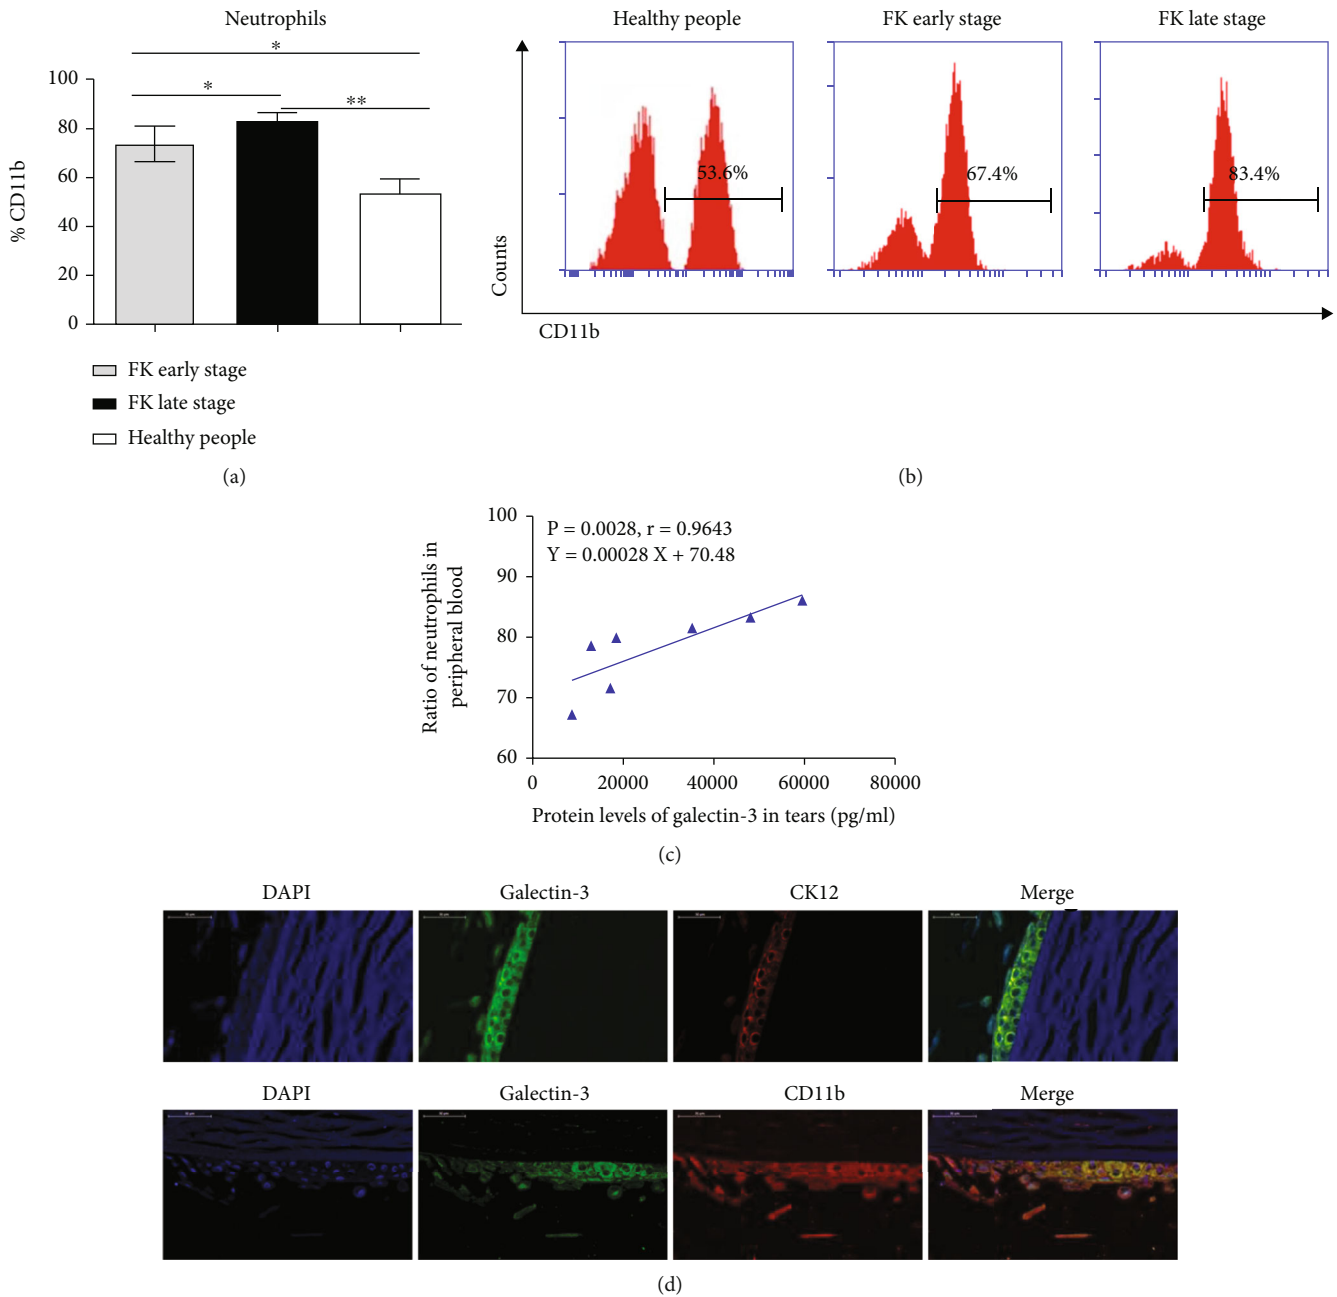 Neutrophils
*
*
**
% CD11b
100
80
60
40
20
0
FK early stage
FK late stage
Healthy people
(a)
Healthy people
FK early stage
FK late stage
53.6%
67.4%
83.4%
Counts
CD11b
(b)
P = 0.0028, r = 0.9643
Y = 0.00028 X + 70.48
Ratio of neutrophils in
peripheral blood
100
90
80
70
60
0 20000 40000 60000 80000
Protein levels of galectin-3 in tears (pg/ml)
(c)
DAPI Galectin-3 CK12 Merge
DAPI Galectin-3 CD11b Merge
(d)